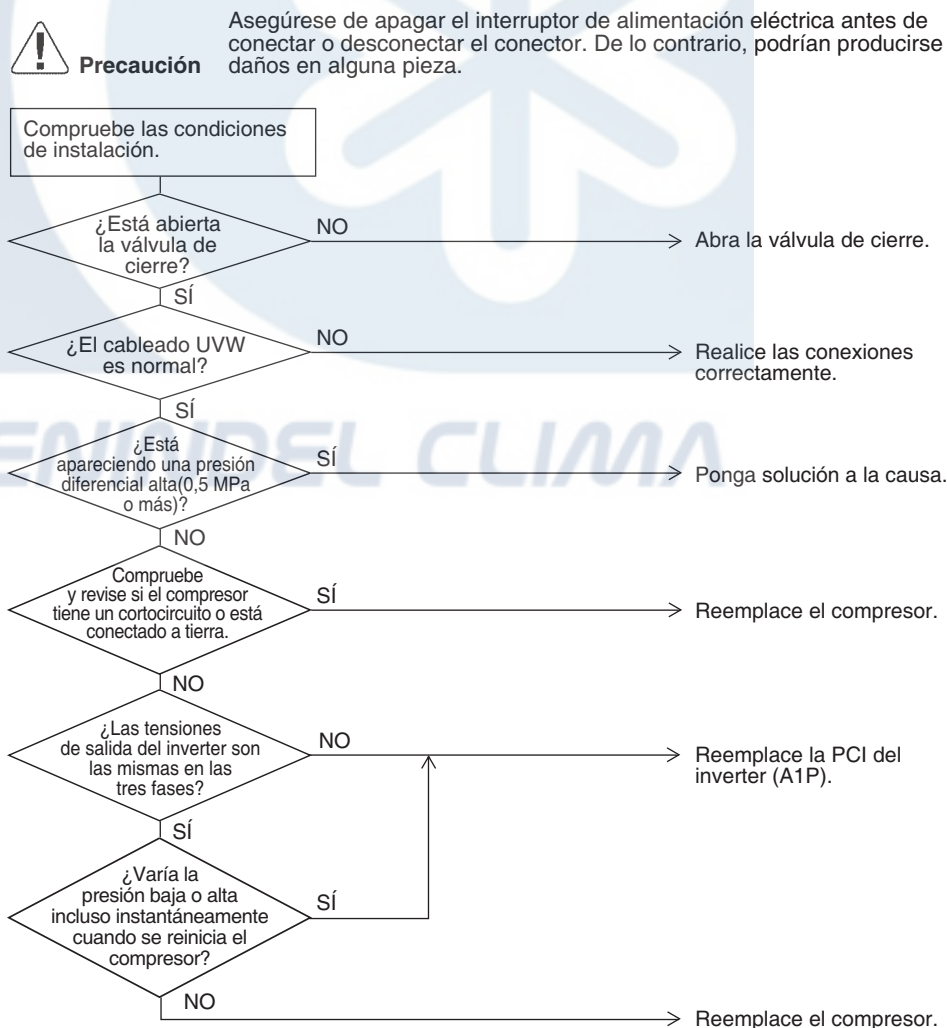 Asegúrese de apagar el interruptor de alimentación eléctrica antes de
conectar o desconectar el conector. De lo contrario, podrían producirse
Precaución daños en alguna pieza.
Compruebe las condiciones
de instalación.
¿Está abierta
la válvula de
cierre?
NO
Abra la válvula de cierre.
SÍ
¿El cableado UVW
es normal?
NO
Realice las conexiones
correctamente.
SÍ
¿Está
apareciendo una presión
diferencial alta(0,5 MPa
o más)?
SÍ
Ponga solución a la causa.
NO
Compruebe
y revise si el compresor
tiene un cortocircuito o está
conectado a tierra.
SÍ
Reemplace el compresor.
NO
¿Las tensiones
de salida del inverter son
las mismas en las
tres fases?
NO
Reemplace la PCI del
inverter (A1P).
SÍ
¿Varía la
presión baja o alta
incluso instantáneamente
cuando se reinicia el
compresor?
SÍ
NO
Reemplace el compresor.
CLIMA